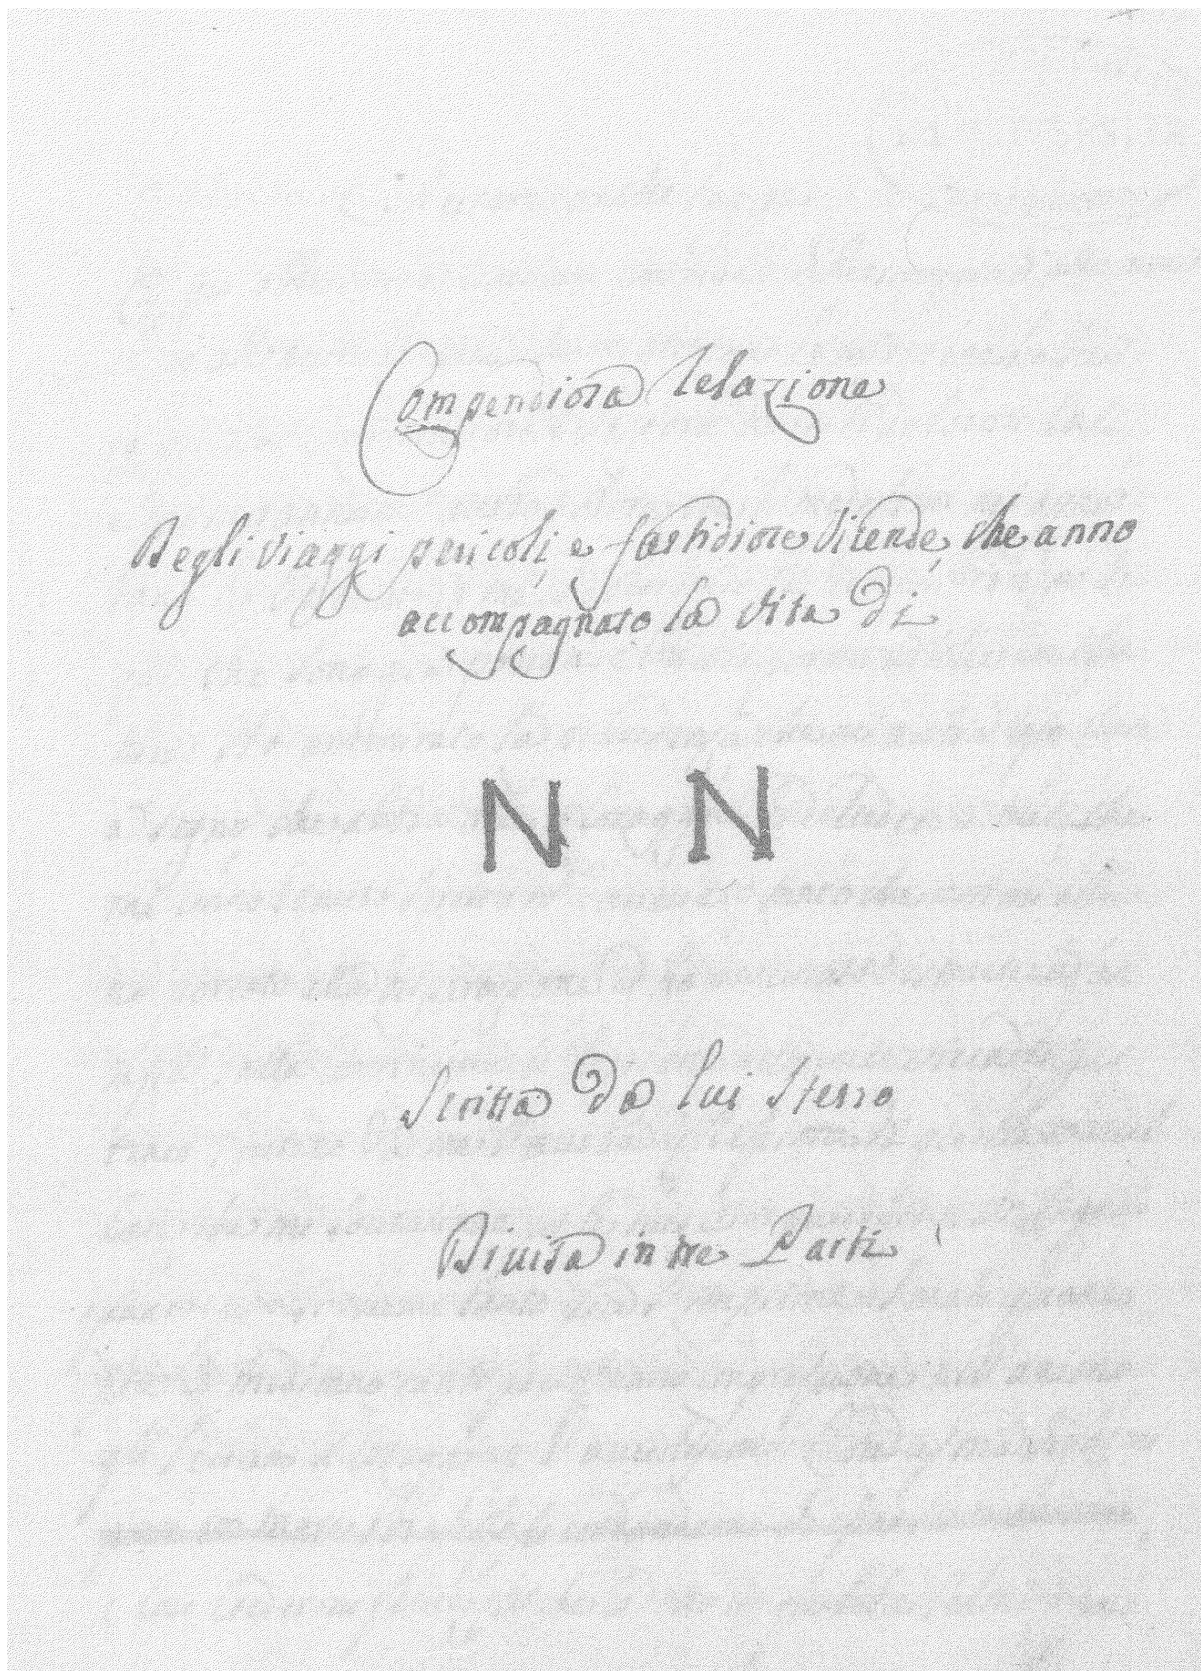 Compendiosa Relazione
Degli viaggi pericoli, e fastidiose Vicende, che anno
accompagnato la vita di
N N
Scritta da lui Stesso
Divisa in tre Parti